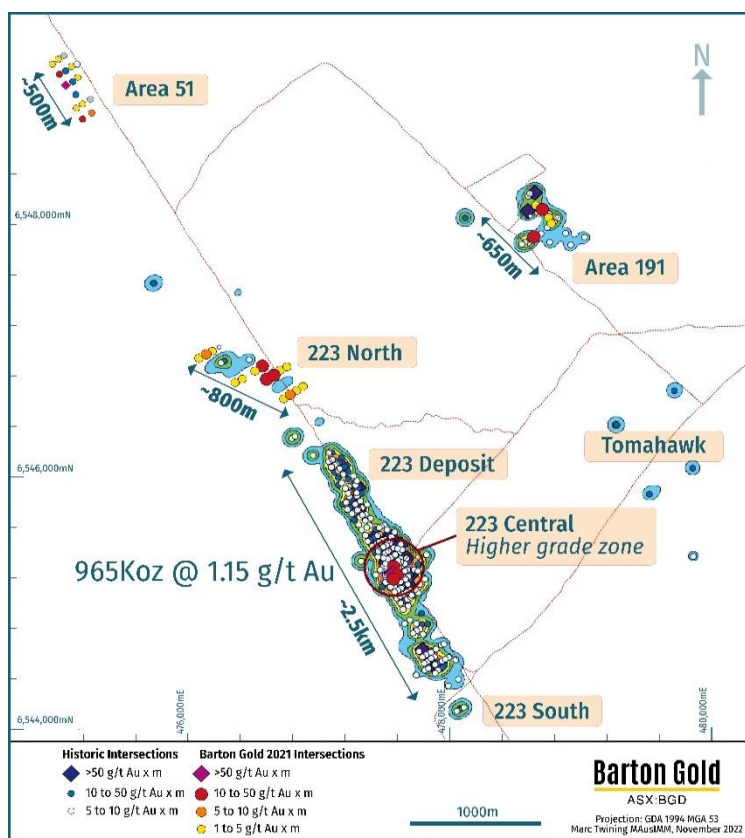 Area 51
N
~500m
6,548,000mN
~650m
Area 191
223 North
~800m
223 Deposit
Tomahawk
6,546,000mN
223 Central
Higher grade zone
965Koz @ 1.15 g/t Au
~2.5km
223 South
6,544,000mN
476,000mE
478,000mE
480,000mE
Historic Intersections
>50 g/t Au x m
10 to 50 g/t Au x m
5 to 10 g/t Au x m
Barton Gold 2021 Intersections
>50 g/t Au x m
10 to 50 g/t Au x m
5 to 10 g/t Au x m
1 to 5 g/t Au x m
1000m
Barton Gold
ASX:BGD
Projection: GDA 1994 MGA 53
Marc Twining MAusIMM, November 2022